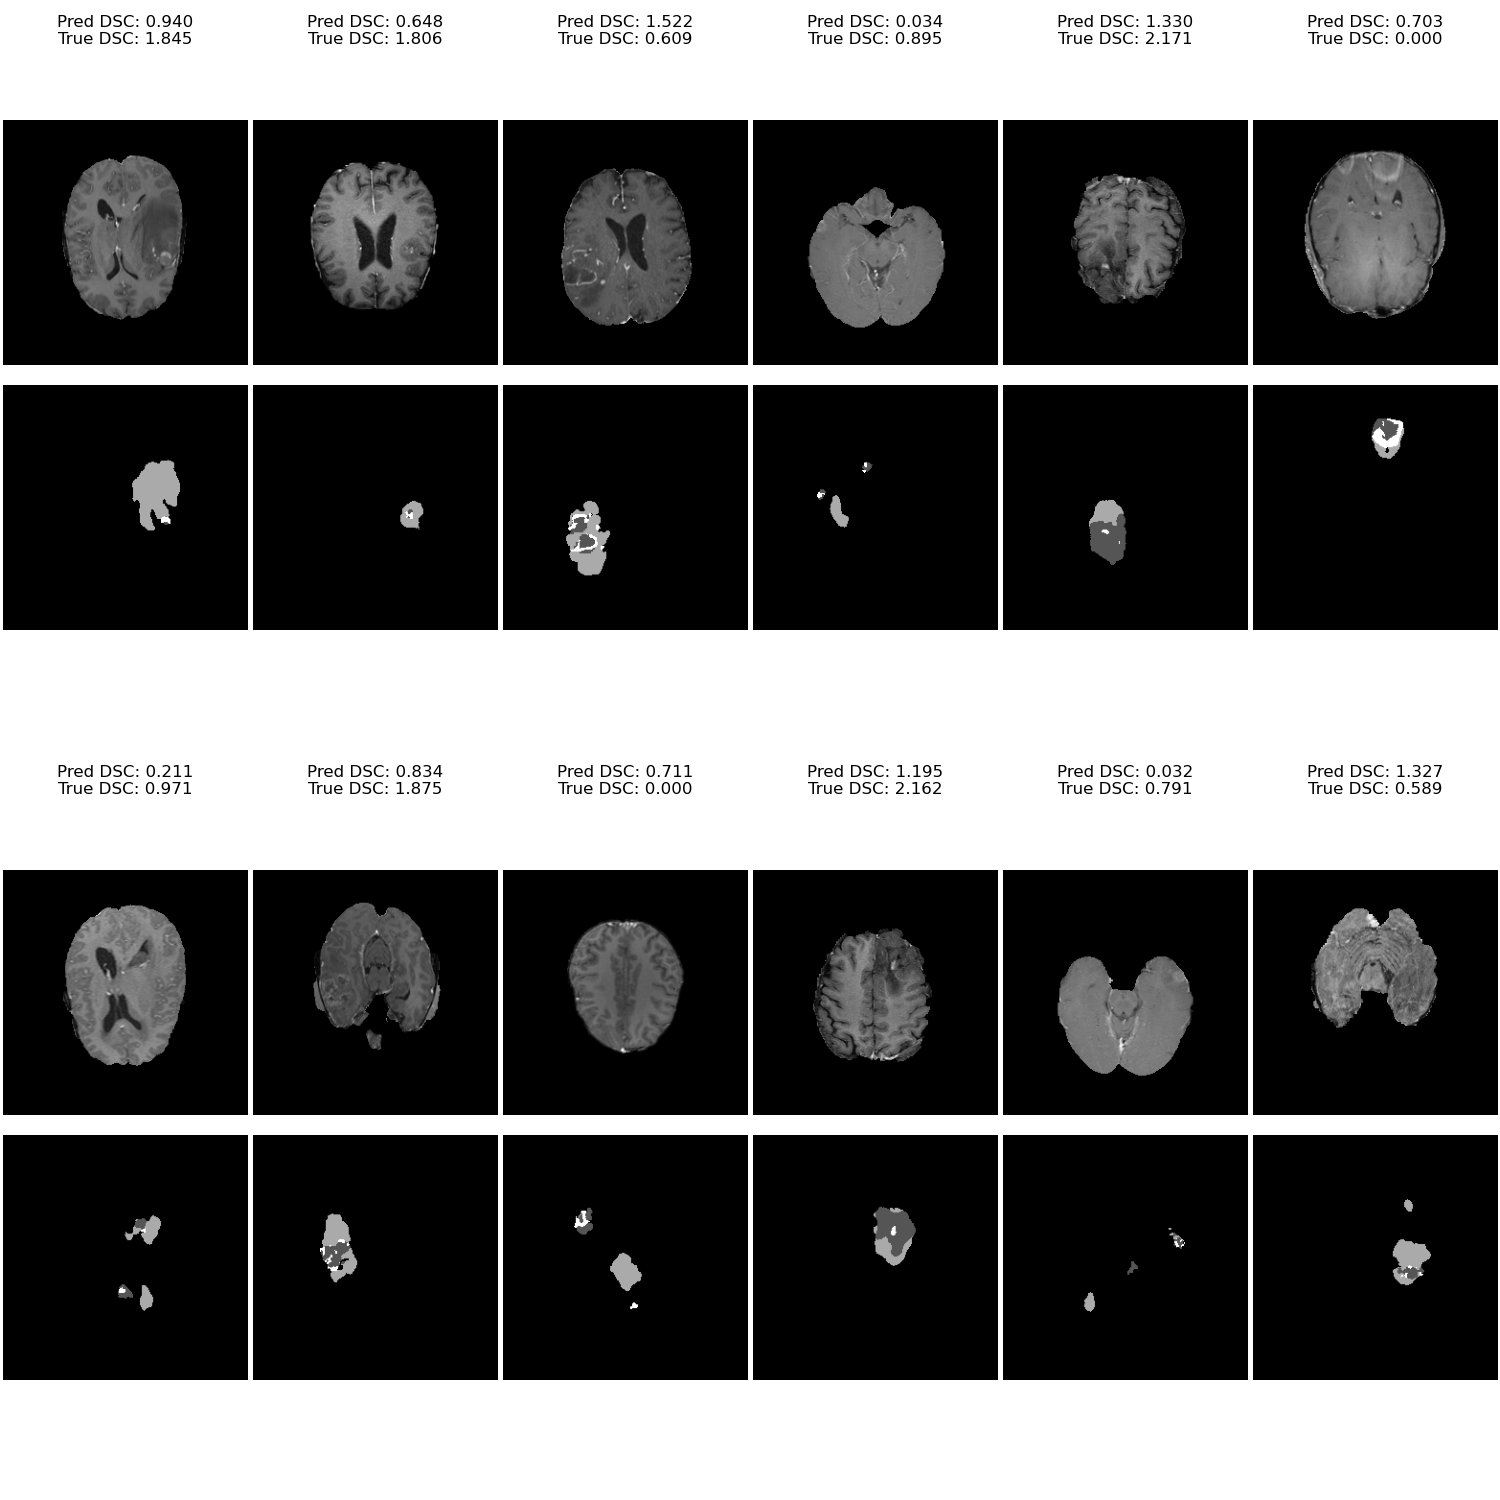 Pred DSC: 0.940
True DSC: 1.845
Pred DSC: 0.648
True DSC: 1.806
Pred DSC: 1.522
True DSC: 0.609
Pred DSC: 0.034
True DSC: 0.895
Pred DSC: 1.330
True DSC: 2.171
Pred DSC: 0.703
True DSC: 0.000
Pred DSC: 0.211
True DSC: 0.971
Pred DSC: 0.834
True DSC: 1.875
Pred DSC: 0.711
True DSC: 0.000
Pred DSC: 1.195
True DSC: 2.162
Pred DSC: 0.032
True DSC: 0.791
Pred DSC: 1.327
True DSC: 0.589